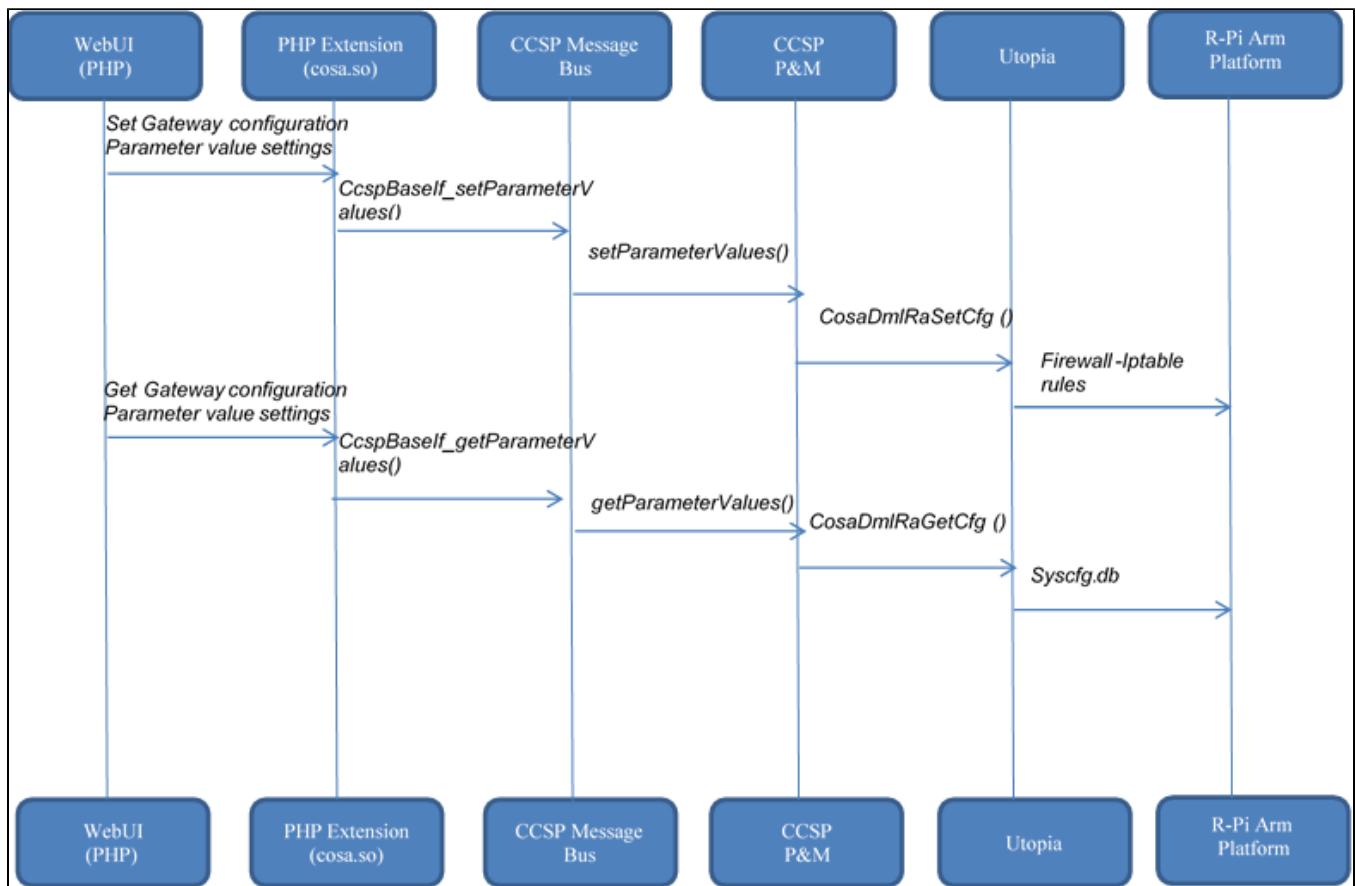 WebUI
(PHP)
PHP Extension
(cosa.so)
CCSP Message
Bus
CCSP
P&M
Utopia
R-Pi Arm
Platform
Set Gateway configuration
Parameter value settings
CcspBaseIf_setParameterV
alues()
setParameterValues()
CosaDmlRaSetCfg ()
Firewall -Iptable
rules
Get Gateway configuration
Parameter value settings
CcspBaseIf_getParameterV
alues()
getParameterValues()
CosaDmlRaGetCfg ()
Syscfg.db
WebUI
(PHP)
PHP Extension
(cosa.so)
CCSP Message
Bus
CCSP
P&M
Utopia
R-Pi Arm
Platform